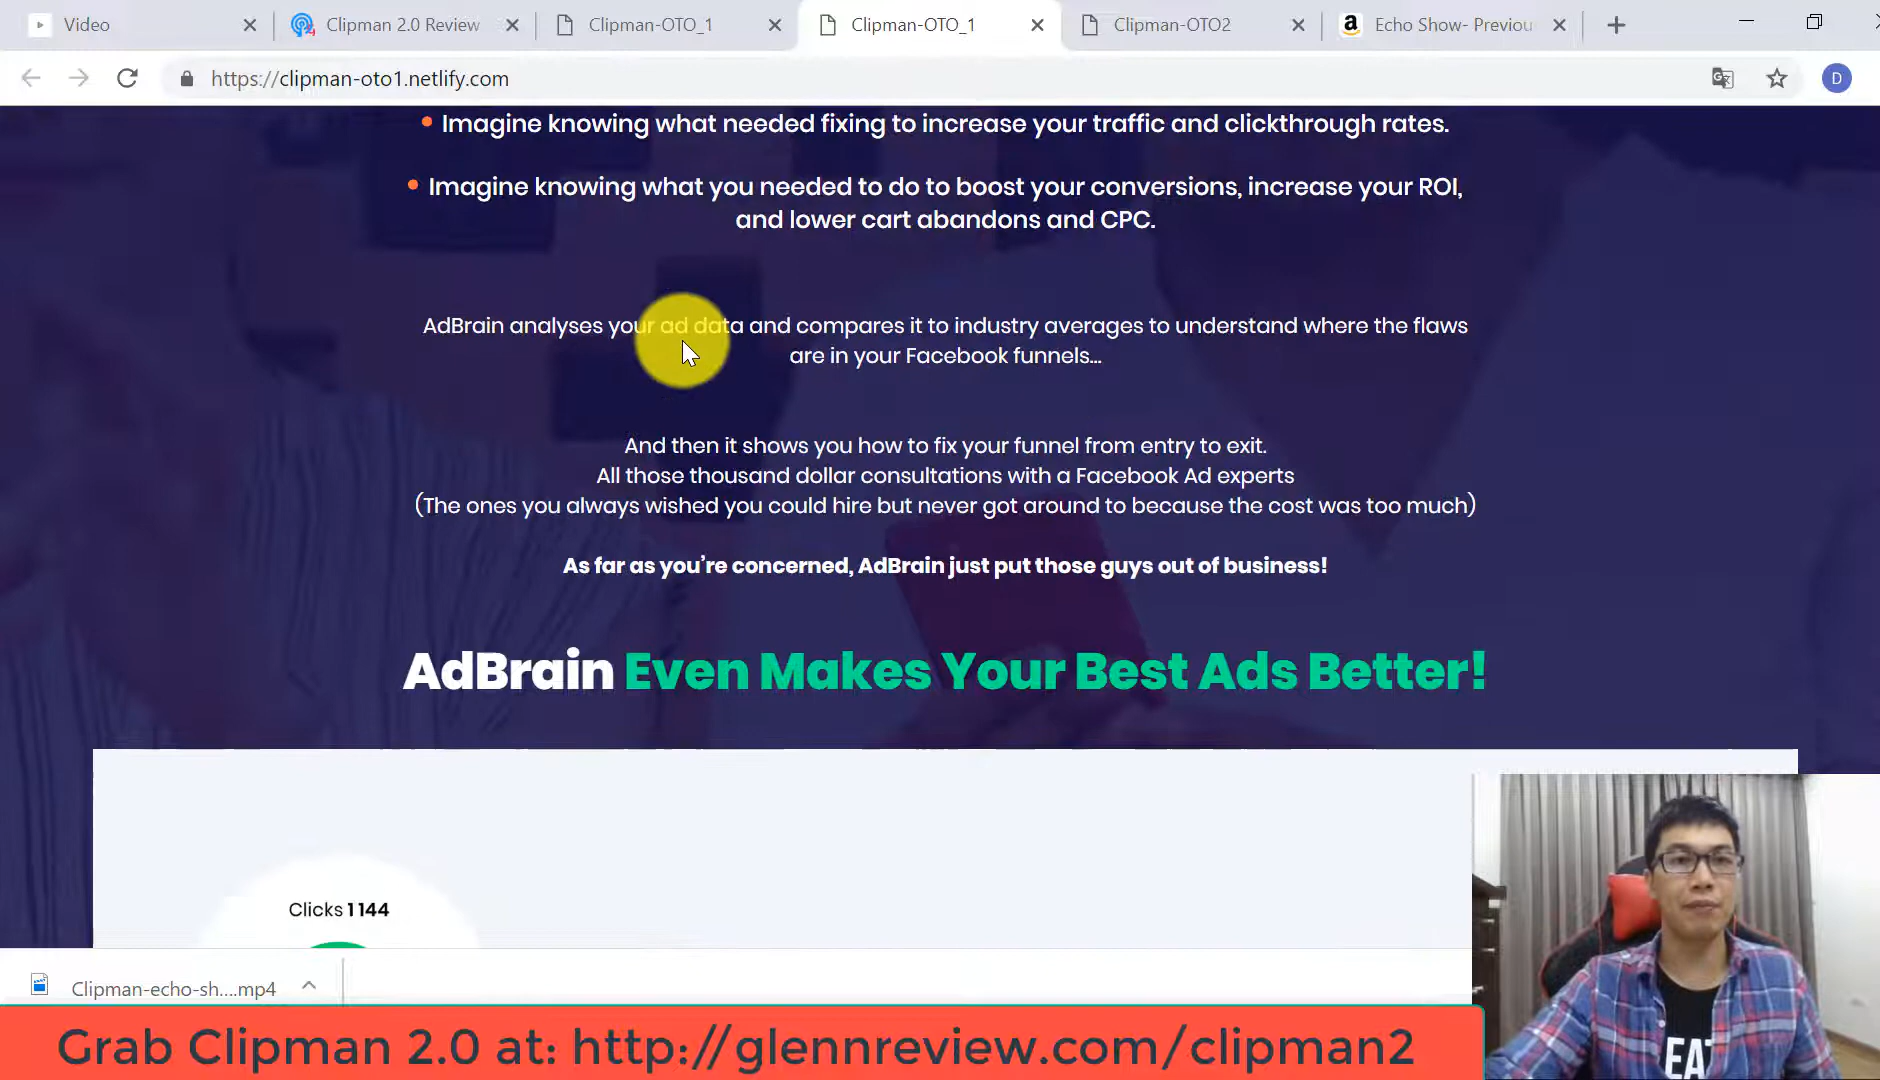 Video
Clipman 2.0 Review
Clipman-OTO_1
Clipman-OTO_1
Clipman-OTO2
Echo Show- Previou
https://clipman-oto1.netlify.com
D
Imagine knowing what needed fixing to increase your traffic and clickthrough rates.
Imagine knowing what you needed to do to boost your conversions, increase your ROI,
and lower cart abandons and CPC.
AdBrain analyses your ad data and compares it to industry averages to understand where the flaws
are in your Facebook funnels...
And then it shows you how to fix your funnel from entry to exit.
All those thousand dollar consultations with a Facebook Ad experts
(The ones you always wished you could hire but never got around to because the cost was too much)
As far as you're concerned, AdBrain just put those guys out of business!
AdBrain Even Makes Your Best Ads Better!
Clicks 1 144
Clipman-echo-sh....mp4
EAT
Grab Clipman 2.0 at: http://glennreview.com/clipman2